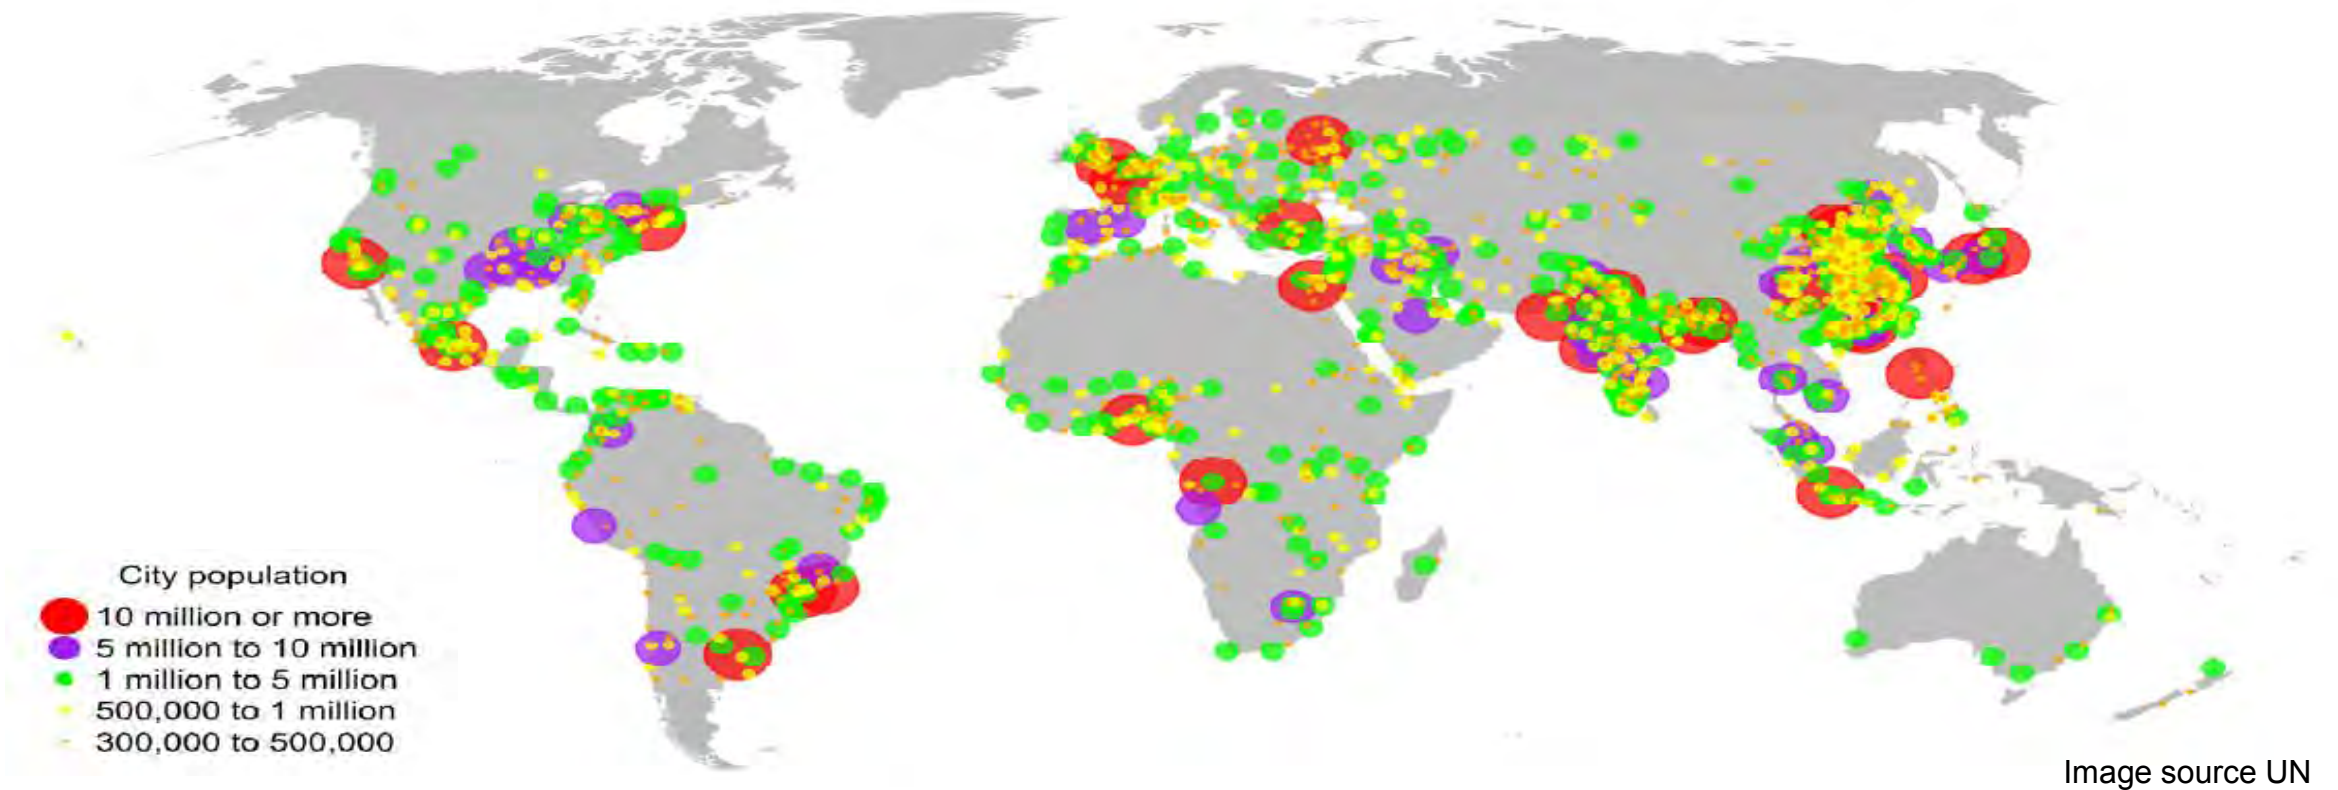 City population
10 million or more
5 million to 10 million
1 million to 5 million
500,000 to 1 million
300,000 to 500,000
Image source UN